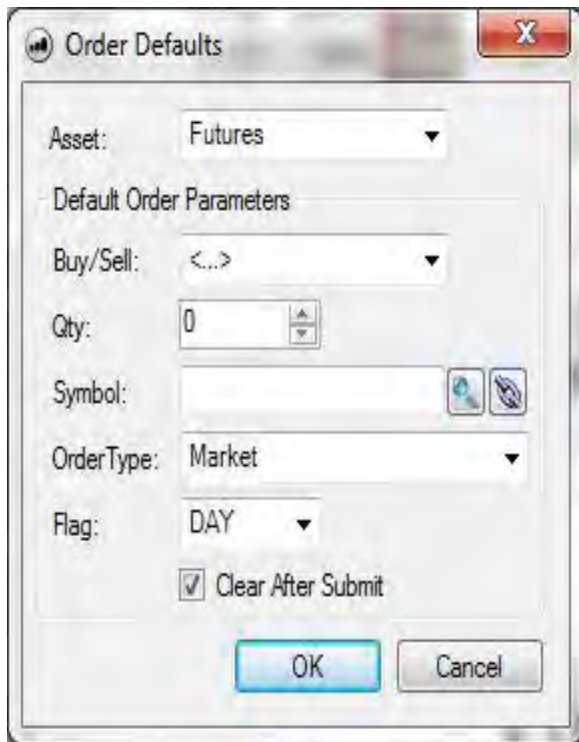 Order Defaults
X
Asset: Futures
Default Order Parameters
Buy/Sell: <...>
Qty: 0
Symbol:
OrderType: Market
Flag: DAY
Clear After Submit
OK Cancel